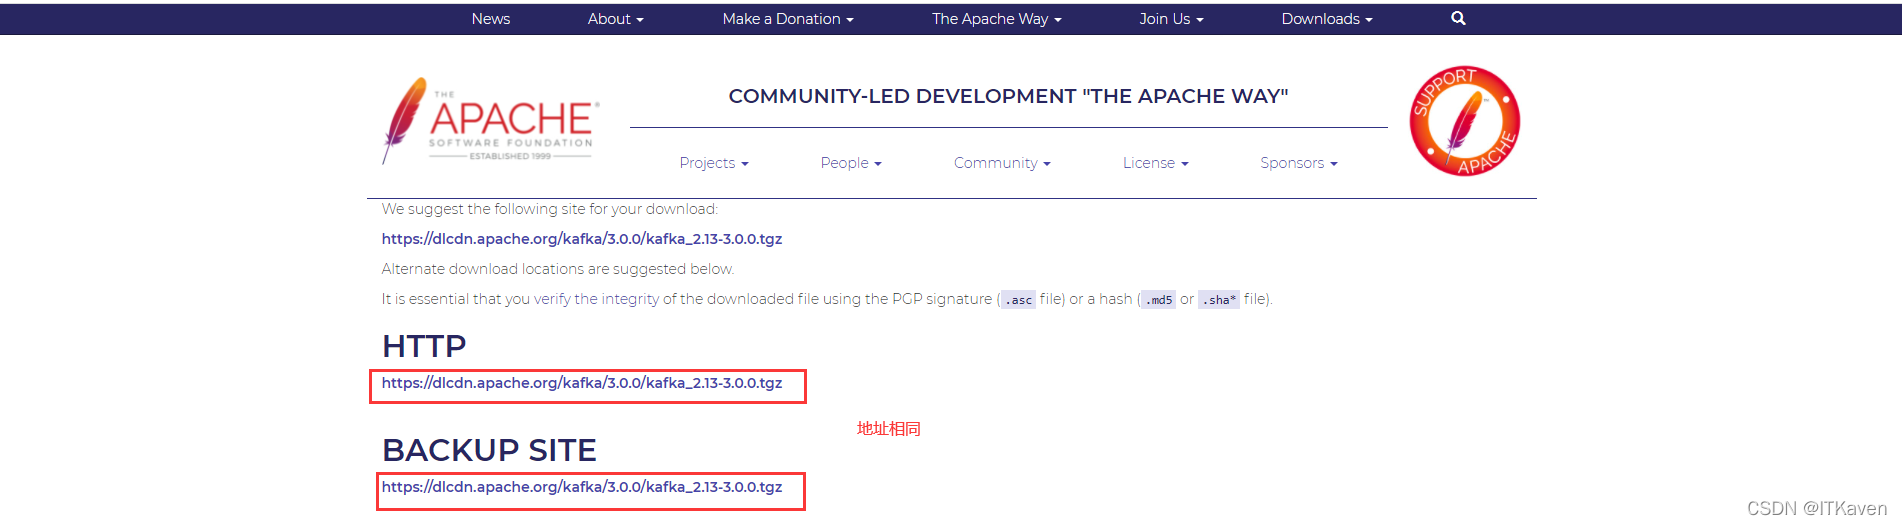 News About Make a Donation The Apache Way Join Us Downloads
THE
APACHE®
SOFTWARE FOUNDATION
ESTABLISHED 1999
COMMUNITY-LED DEVELOPMENT "THE APACHE WAY"
SUPPORT
APACHE
Projects People Community License Sponsors
We suggest the following site for your download:
https://dlcdn.apache.org/kafka/3.0.0/kafka_2.13-3.0.0.tgz
Alternate download locations are suggested below.
It is essential that you verify the integrity of the downloaded file using the PGP signature (.asc file) or a hash (.md5 or .sha* file).
HTTP
https://dlcdn.apache.org/kafka/3.0.0/kafka_2.13-3.0.0.tgz
地址相同
BACKUP SITE
https://dlcdn.apache.org/kafka/3.0.0/kafka_2.13-3.0.0.tgz
CSDN @ITKaven